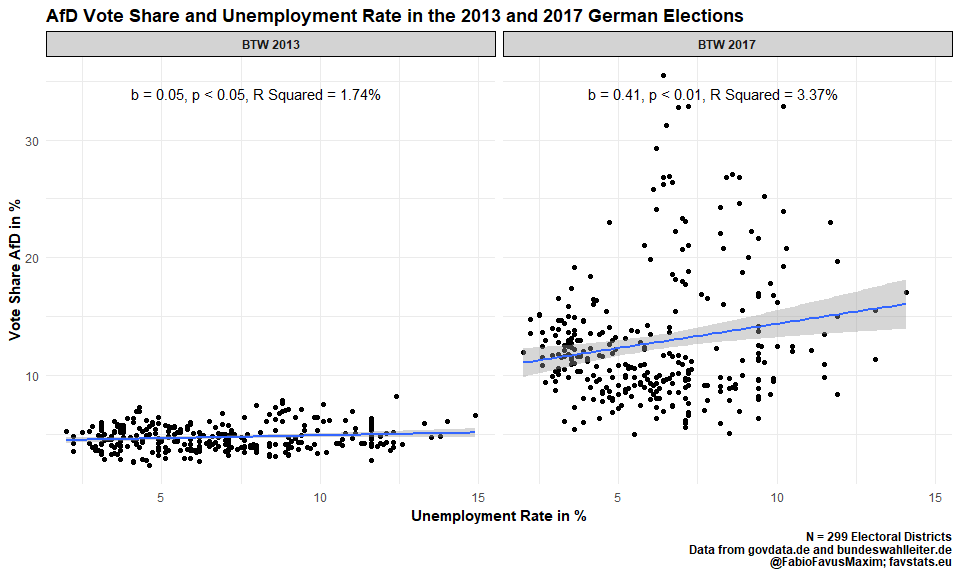 AfD Vote Share and Unemployment Rate in the 2013 and 2017 German Elections
BTW 2013
BTW 2017
b = 0.05, p < 0.05, R Squared = 1.74%
b = 0.41, p < 0.01, R Squared = 3.37%
Vote Share AfD in %
30
20
10
5
10
15
5
10
15
Unemployment Rate in %
N = 299 Electoral Districts
Data from govdata.de and bundeswahlleiter.de
@FabioFavusMaxim; favstats.eu